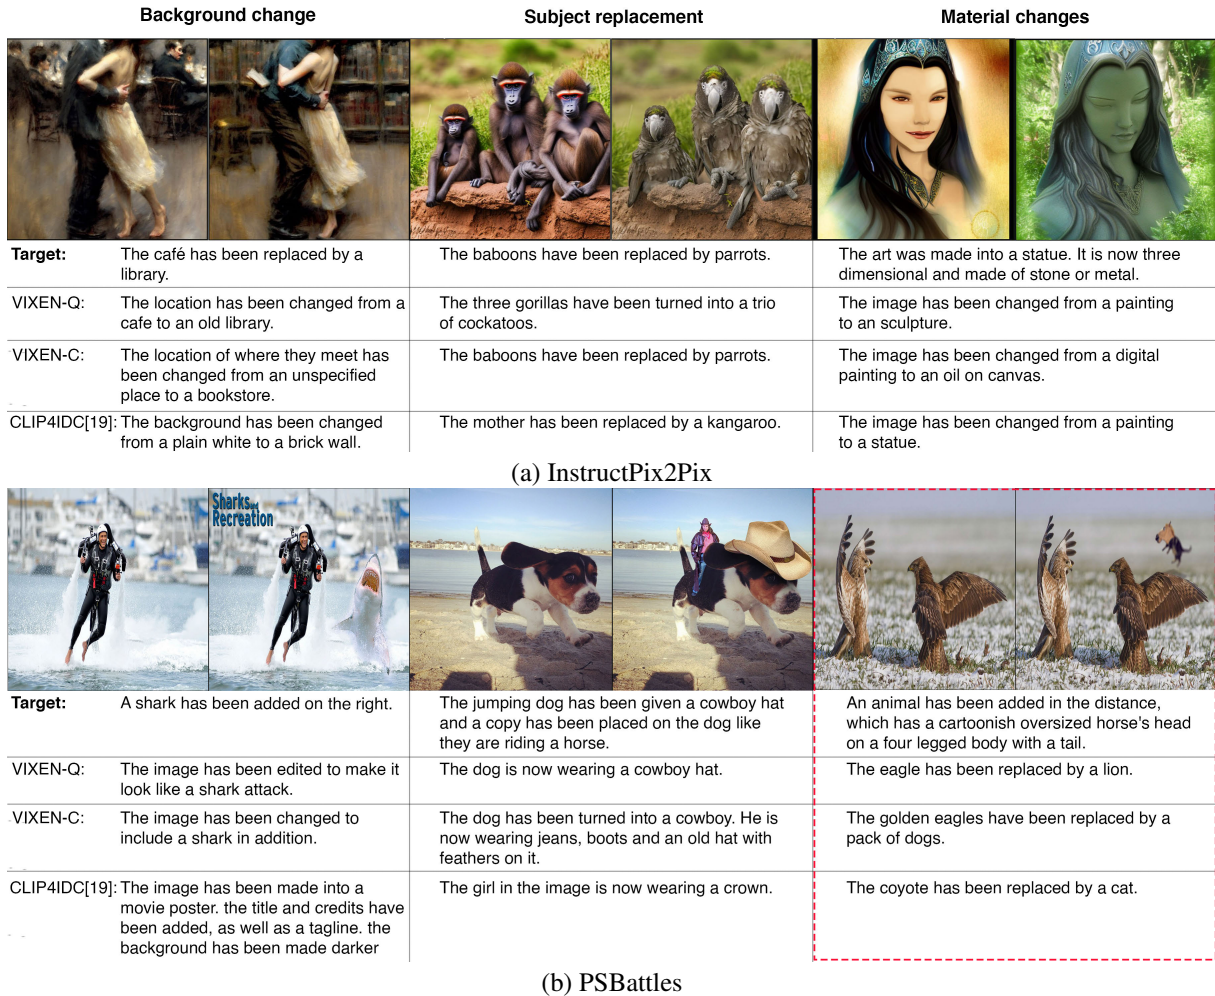 Background change
Subject replacement
Material changes
Target:
The café has been replaced by a
library.
The baboons have been replaced by parrots.
The art was made into a statue. It is now three
dimensional and made of stone or metal.
VIXEN-Q:
The location has been changed from a
cafe to an old library.
The three gorillas have been turned into a trio
of cockatoos.
The image has been changed from a painting
to an sculpture.
VIXEN-C:
The location of where they meet has
been changed from an unspecified
place to a bookstore.
The baboons have been replaced by parrots.
The image has been changed from a digital
painting to an oil on canvas.
CLIP4IDC[19]:
The background has been changed
from a plain white to a brick wall.
The mother has been replaced by a kangaroo.
The image has been changed from a painting
to a statue.
(a) InstructPix2Pix
Sharks and
Recreation
Target:
A shark has been added on the right.
The jumping dog has been given a cowboy hat
and a copy has been placed on the dog like
they are riding a horse.
An animal has been added in the distance,
which has a cartoonish oversized horse's head
on a four legged body with a tail.
VIXEN-Q:
The image has been edited to make it
look like a shark attack.
The dog is now wearing a cowboy hat.
The eagle has been replaced by a lion.
VIXEN-C:
The image has been changed to
include a shark in addition.
The dog has been turned into a cowboy. He is
now wearing jeans, boots and an old hat with
feathers on it.
The golden eagles have been replaced by a
pack of dogs.
CLIP4IDC[19]:
The image has been made into a
movie poster. the title and credits have
been added, as well as a tagline. the
background has been made darker
The girl in the image is now wearing a crown.
The coyote has been replaced by a cat.
(b) PSBattles